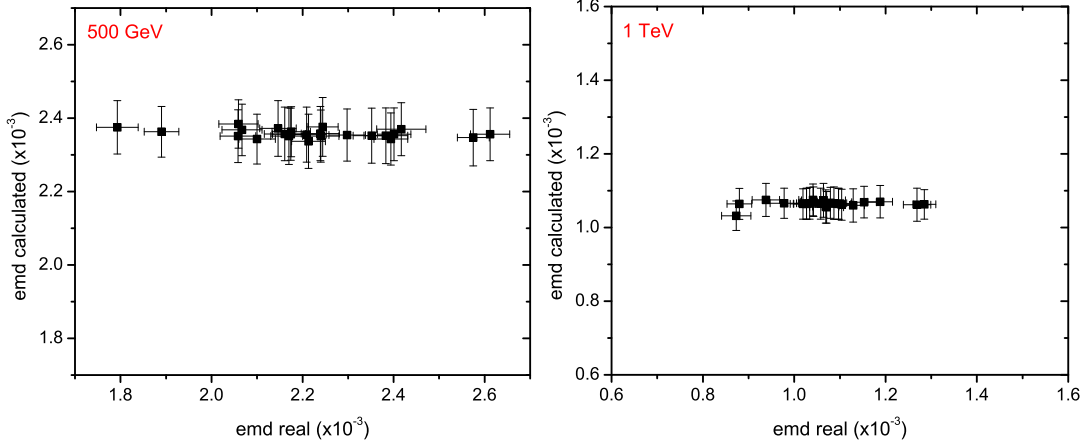 500 GeV
2.6
2.4
2.2
2.0
1.8
emd calculated (x10⁻³)
1.8 2.0 2.2 2.4 2.6
emd real (x10⁻³)
1 TeV
1.6
1.4
1.2
1.0
0.8
0.6
emd calculated (x10⁻³)
0.6 0.8 1.0 1.2 1.4 1.6
emd real (x10⁻³)